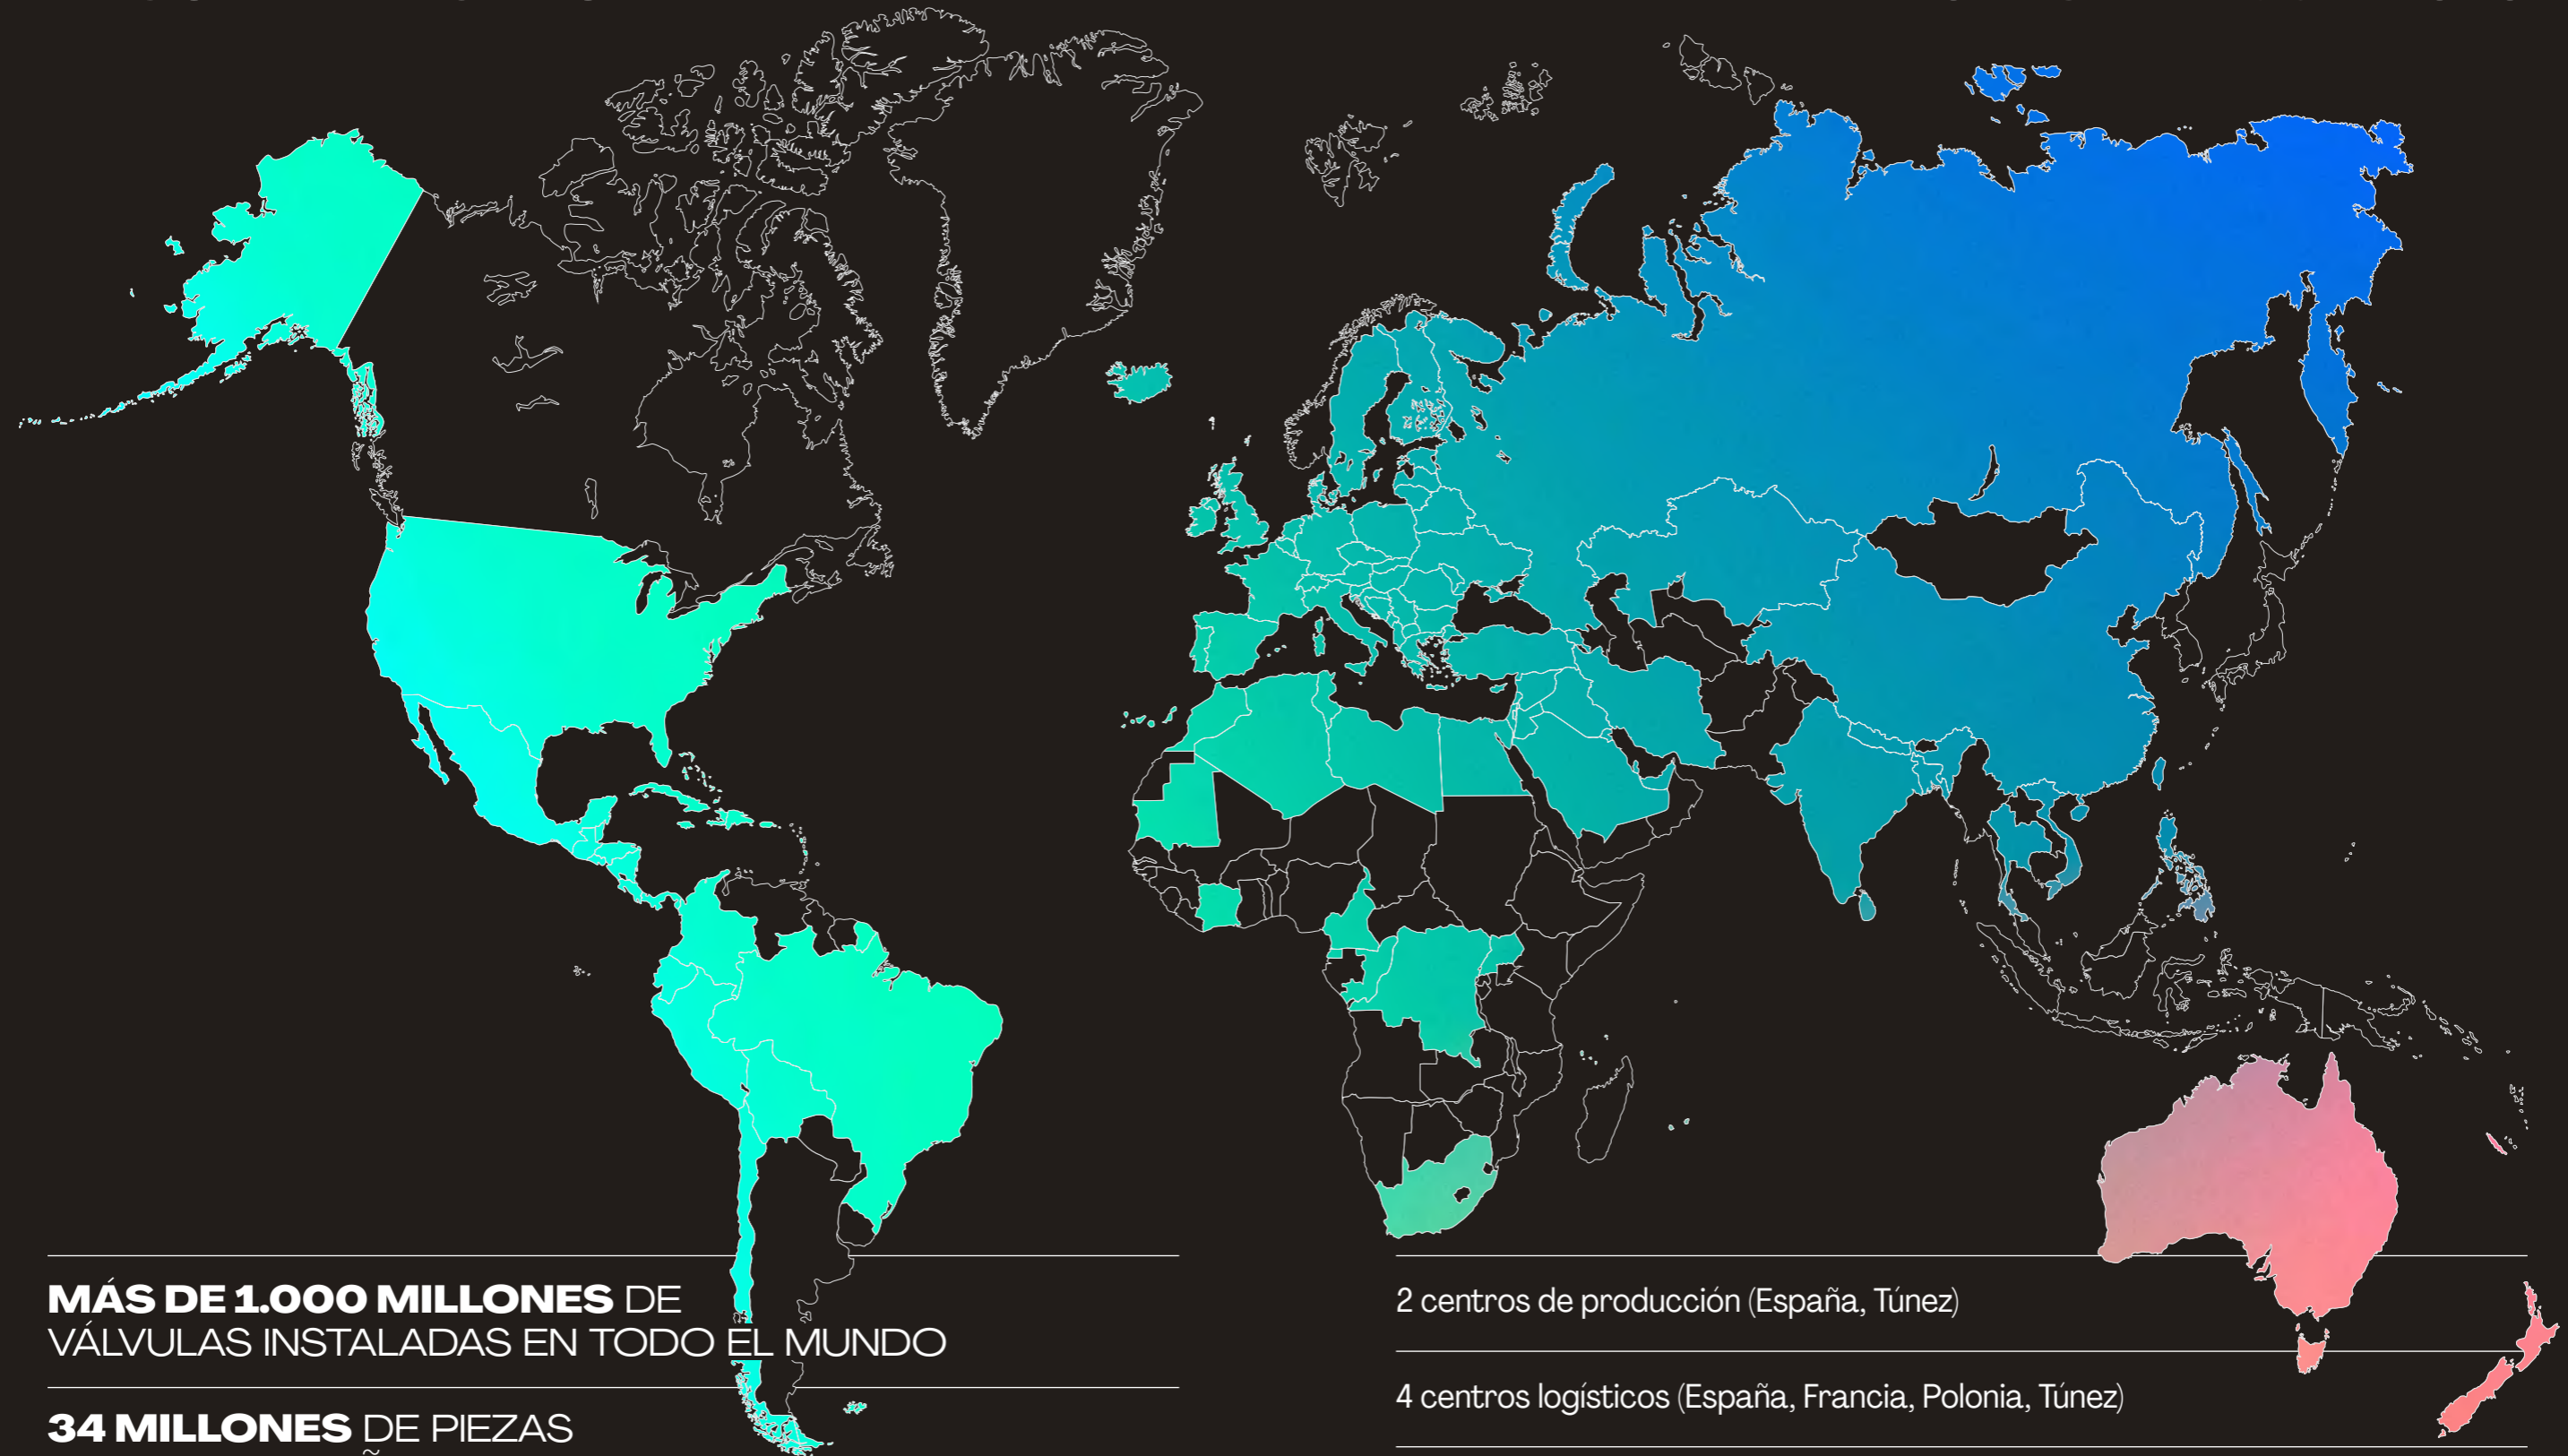 MÁS DE 1.000 MILLONES DE
VÁLVULAS INSTALADAS EN TODO EL MUNDO
34 MILLONES DE PIEZAS
2 centros de producción (España, Túnez)
4 centros logísticos (España, Francia, Polonia, Túnez)